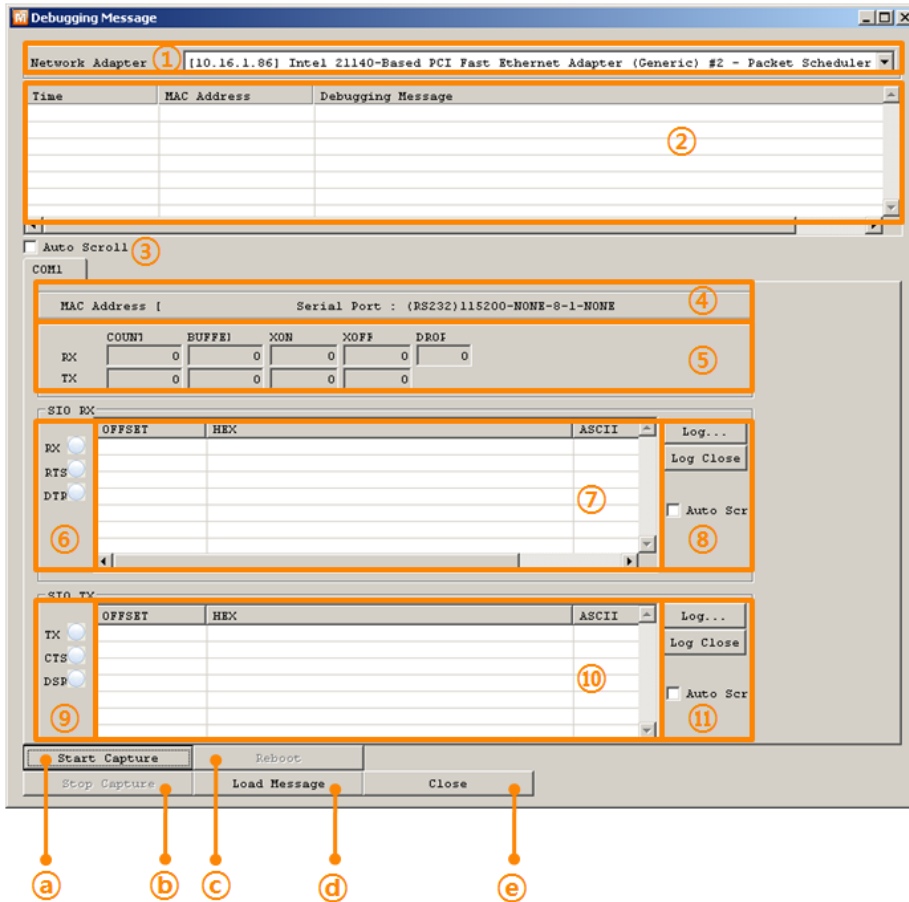 M Debugging Message
Network Adapter ① [10.16.1.86] Intel 21140-Based PCI Fast Ethernet Adapter (Generic) #2 - Packet Scheduler
Time MAC Address Debugging Message
②
Auto Scroll ③
COM1
MAC Address [ Serial Port : (RS232)115200-NONE-8-1-NONE ④
COUNT BUFFEI XON XOFF DROF
RX 0 0 0 0 0 ⑤
TX 0 0 0 0
SIO RX
OFFSET HEX ASCII Log...
RX
Log Close
RTS
DTR ⑦ Auto Scr
⑥ ⑧
SIO TX
OFFSET HEX ASCII Log...
TX
Log Close
CTS
DSR ⑩ Auto Scr
⑨ ⑪
Start Capture Reboot
Stop Capture Load Message Close
ⓐ ⓑ ⓒ ⓓ ⓔ